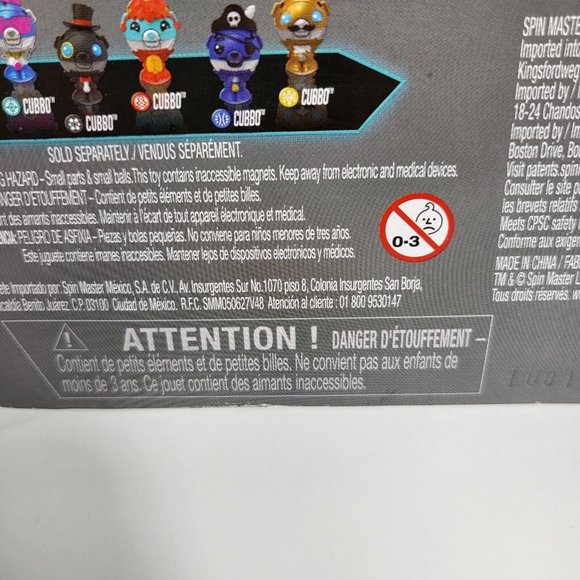 CUBBO™
CUBBO™
CUBBO™
CUBBO™
CUBBO™
SOLD SEPARATELY./VENDUS SÉPARÉMENT.
HAZARD – Small parts & small balls. This toy contains inaccessible magnets. Keep away from electronic and medical devices.
D'ÉTOUFFEMENT – Contient de petits éléments et de petites billes.
des aimants inaccessibles. Maintenir à l'écart de tout appareil électronique et médical.
PELIGRO DE ASFIXIA – Piezas y bolas pequeñas. No conviene para niños menores de tres años.
Este juguete contiene imanes inaccesibles. Mantener lejos de dispositivos electrónicos y médicos.
0-3
Importado por: Spin Master México, S.A. de C.V., Av. Insurgentes Sur No.1070 piso 8, Colonia Insurgentes San Borja,
Benito Juárez, C.P. 03100 Ciudad de México. R.F.C. SMM050627V48 Atención al cliente : 01 800 9530147
ATTENTION ! DANGER D'ÉTOUFFEMENT –
Contient de petits éléments et de petites billes. Ne convient pas aux enfants de
moins de 3 ans. Ce jouet contient des aimants inaccessibles.
SPIN MASTE
Imported into
Kingsfordweg
Imported by / I
18-24 Chandos
Imported by / Im
Boston Drive, Bo
Visit patents.spin
Consulter le site pa
les brevets relatifs
Meets CPSC safety
Conforme aux exige
MADE IN CHINA / FAB
TM & © Spin Master L
Tous droits réservés.